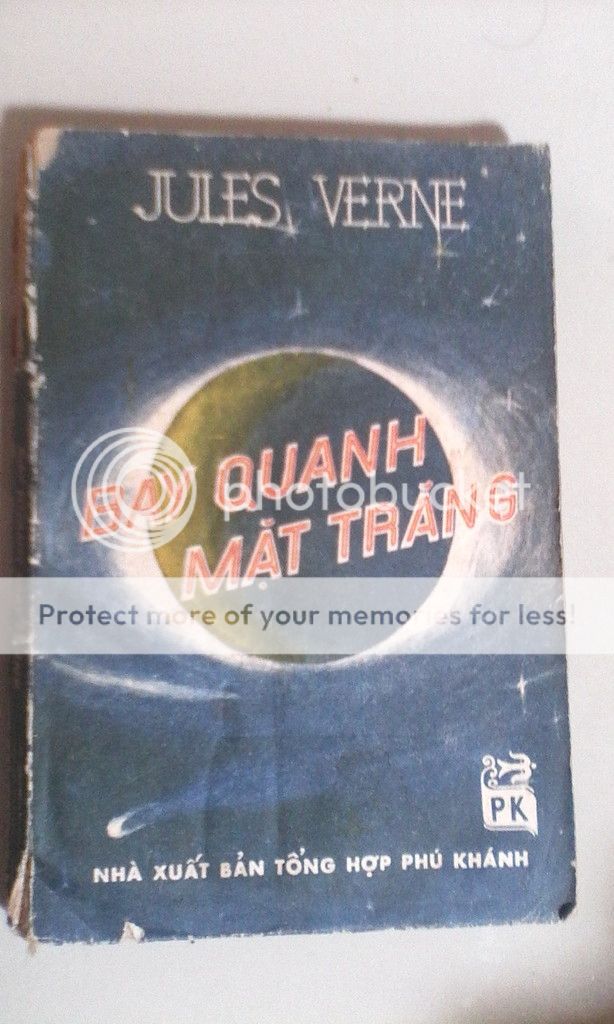 JULES VERNE
BAY QUANH
MẶT TRĂNG
photobucket
Protect more of your memories for less!
PK
NHÀ XUẤT BẢN TỔNG HỢP PHÚ KHÁNH